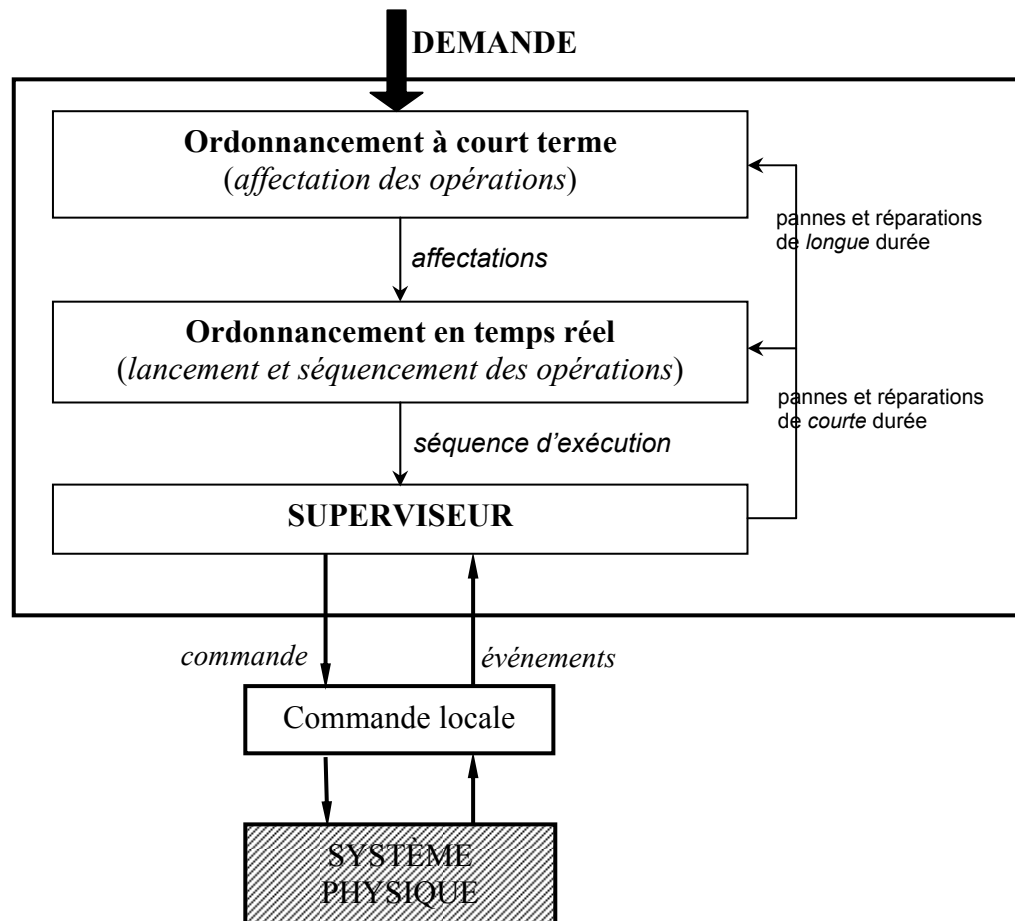 DEMANDE
Ordonnancement à court terme
(affectation des opérations)
pannes et réparations
de longue durée
affectations
Ordonnancement en temps réel
(lancement et séquencement des opérations)
pannes et réparations
de courte durée
séquence d'exécution
SUPERVISEUR
commande
événements
Commande locale
SYSTÈME
PHYSIQUE